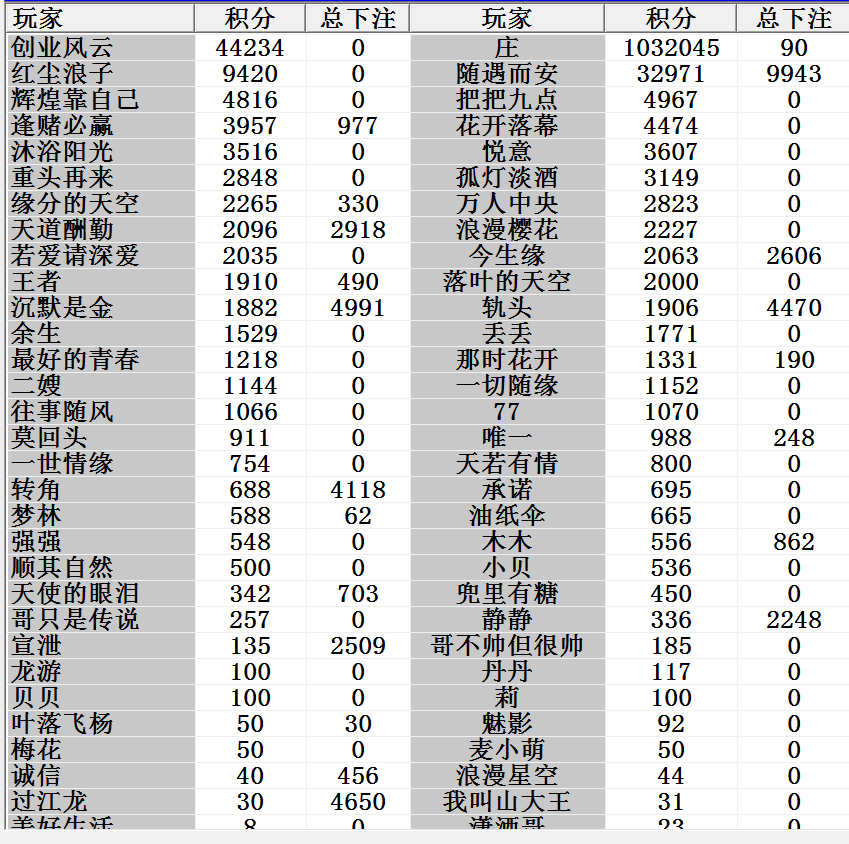 玩家 积分 总下注 玩家 积分 总下注
创业风云 44234 0 庄 1032045 90
红尘浪子 9420 0 随遇而安 32971 9943
辉煌靠自己 4816 0 把把九点 4967 0
逢赌必赢 3957 977 花开落幕 4474 0
沐浴阳光 3516 0 悦意 3607 0
重头再来 2848 0 孤灯淡酒 3149 0
缘分的天空 2265 330 万人中央 2823 0
天道酬勤 2096 2918 浪漫樱花 2227 0
若爱请深爱 2035 0 今生缘 2063 2606
王者 1910 490 落叶的天空 2000 0
沉默是金 1882 4991 轨头 1906 4470
余生 1529 0 丢丢 1771 0
最好的青春 1218 0 那时花开 1331 190
二嫂 1144 0 一切随缘 1152 0
往事随风 1066 0 77 1070 0
莫回头 911 0 唯一 988 248
一世情缘 754 0 天若有情 800 0
转角 688 4118 承诺 695 0
梦林 588 62 油纸伞 665 0
强强 548 0 木木 556 862
顺其自然 500 0 小贝 536 0
天使的眼泪 342 703 兜里有糖 450 0
哥只是传说 257 0 静静 336 2248
宣泄 135 2509 哥不帅但很帅 185 0
龙游 100 0 丹丹 117 0
贝贝 100 0 莉 100 0
叶落飞杨 50 30 魅影 92 0
梅花 50 0 麦小萌 50 0
诚信 40 456 浪漫星空 44 0
过江龙 30 4650 我叫山大王 31 0
美好生活 8 0 潇洒哥 23 0